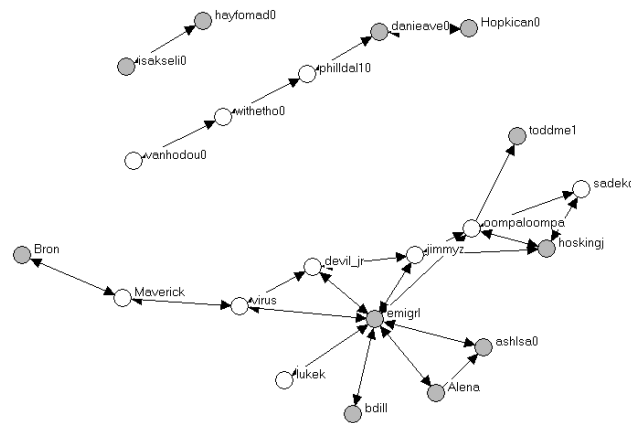 hayfomad0
danieave0
Hopkican0
isakseli0
philldal10
withetho0
vanhodou0
toddme1
sadekc
oompaloompa
Bron
devil_jr
jimmyz
hoskingj
Maverick
virus
emigrl
ashlsa0
lukek
Alena
bdill